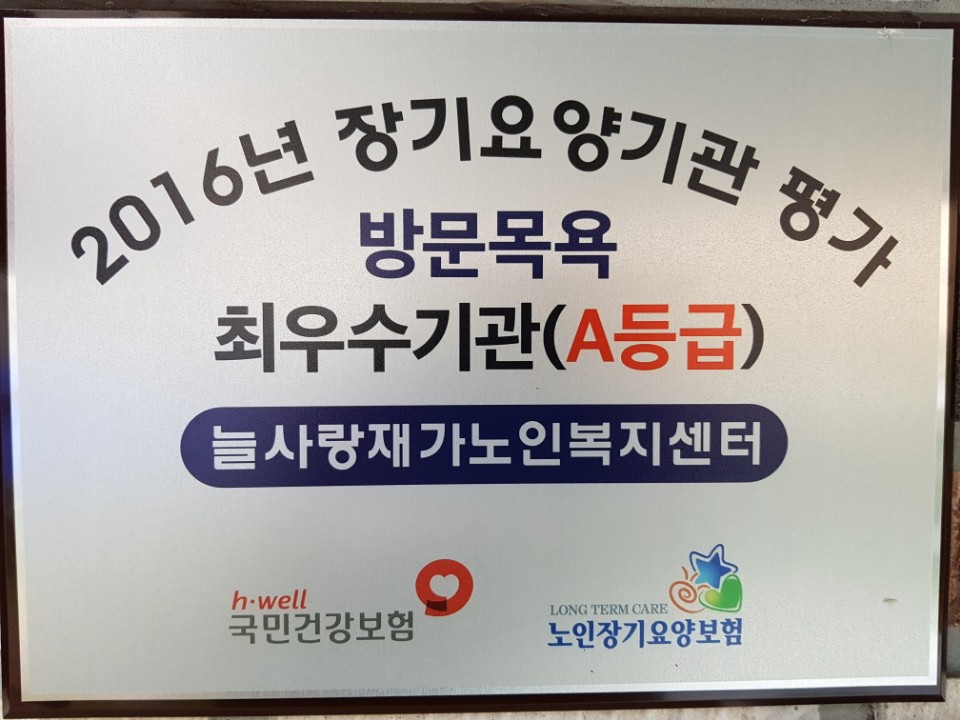 2016년 장기요양기관 평가
방문목욕
최우수기관(A등급)
늘사랑재가노인복지센터
h·well
국민건강보험
LONG TERM CARE
노인장기요양보험